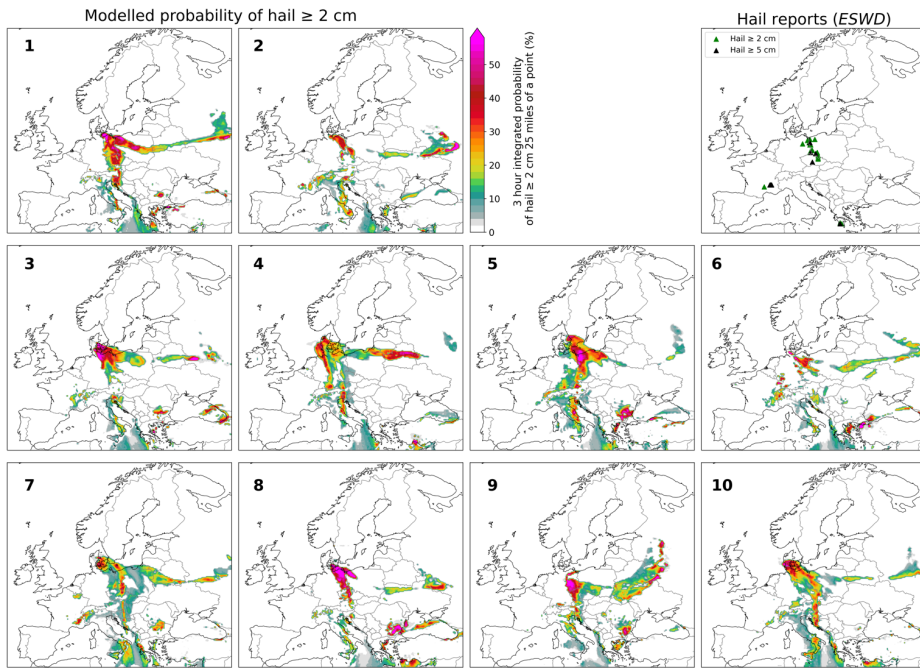 Modelled probability of hail ≥ 2 cm
Hail reports (ESWD)
1
2
50
40
30
20
10
0
3 hour integrated probability
of hail ≥ 2 cm 25 miles of a point (%)
Hail ≥ 2 cm
Hail ≥ 5 cm
3
4
5
6
7
8
9
10